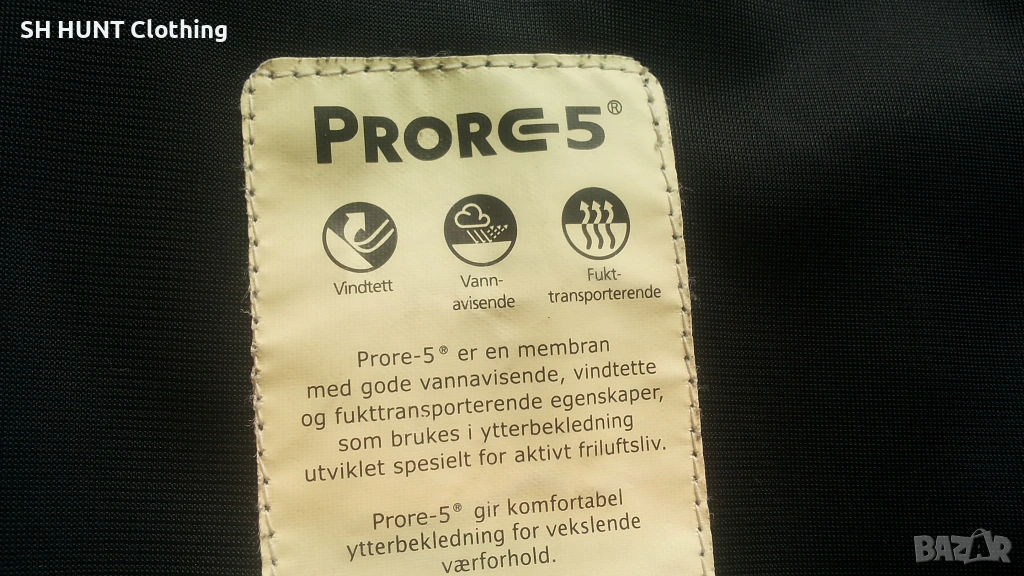 SH HUNT Clothing
PRORE-5®
Vindtett
Vann-
avisende
Fukt-
transporterende
Prore-5® er en membran
med gode vannavisende, vindtette
og fukttransporterende egenskaper,
som brukes i ytterbekledning
utviklet spesielt for aktivt friluftsliv.
Prore-5® gir komfortabel
ytterbekledning for vekslende
værforhold.
BAZAR